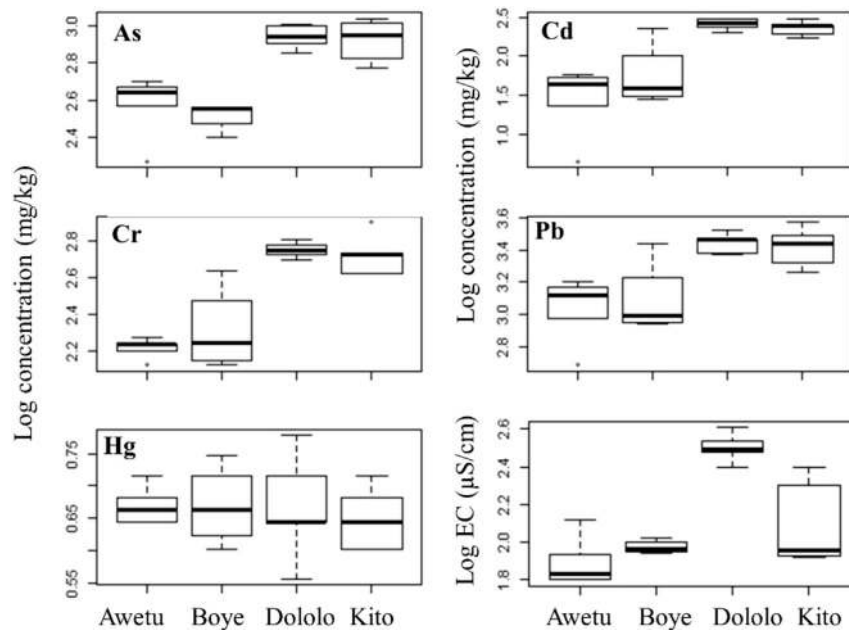 Log concentration (mg/kg)
As
3.0
2.8
2.6
2.4
Cr
2.8
2.6
2.4
2.2
Hg
0.75
0.65
0.55
Awetu Boye Dololo Kito
Log concentration (mg/kg)
Cd
2.5
2.0
1.5
1.0
Pb
3.6
3.4
3.2
3.0
2.8
Log EC (µS/cm)
2.6
2.4
2.2
2.0
1.8
Awetu Boye Dololo Kito